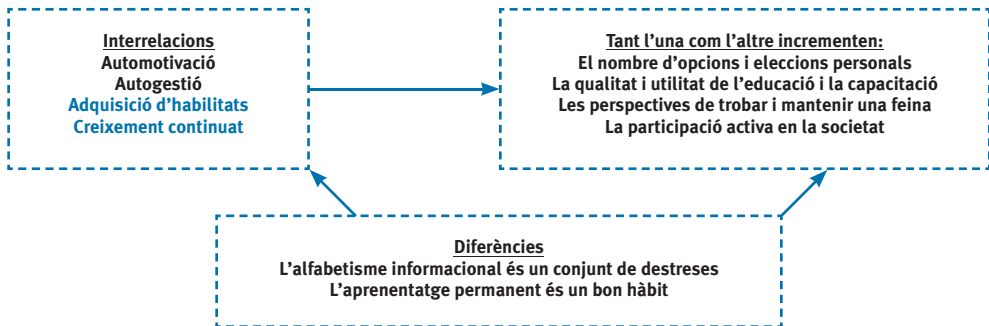 Interrelacions
Automotivació
Autogestió
Adquisició d’habilitats
Creixement continuat
Tant l’una com l’altre incrementen:
El nombre d’opcions i eleccions personals
La qualitat i utilitat de l’educació i la capacitació
Les perspectives de trobar i mantenir una feina
La participació activa en la societat
Diferències
L’alfabetisme informacional és un conjunt de destreses
L’aprenentatge permanent és un bon hàbit